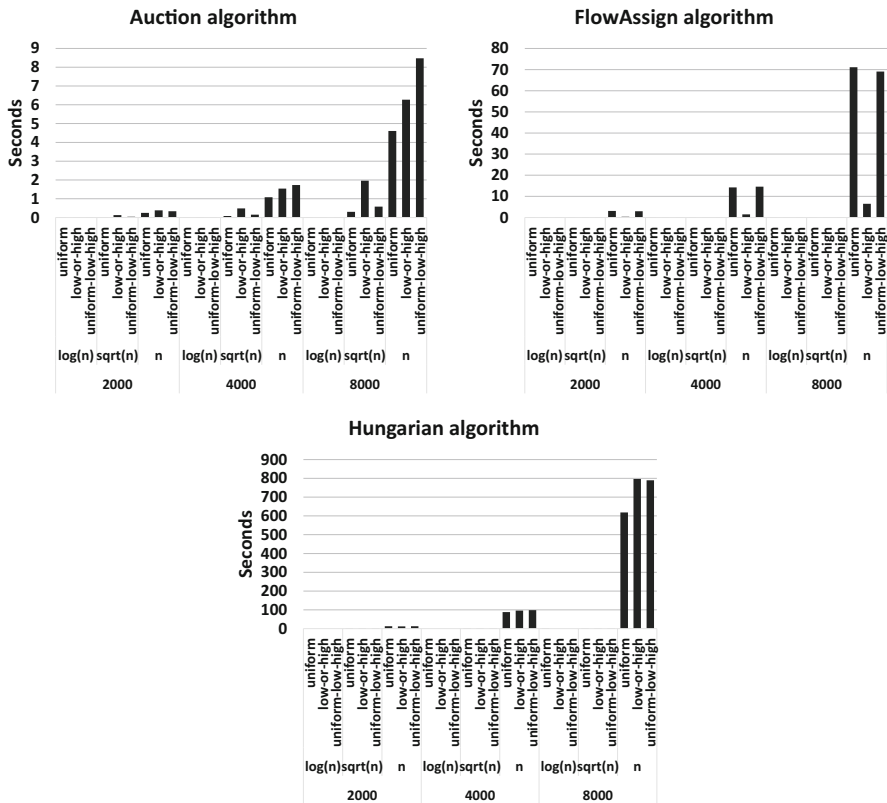 Auction algorithm
Seconds
9
8
7
6
5
4
3
2
1
0
uniform
low-or-high
uniform-low-high
uniform
low-or-high
uniform-low-high
uniform
low-or-high
uniform-low-high
uniform
low-or-high
uniform-low-high
uniform
low-or-high
uniform-low-high
uniform
low-or-high
uniform-low-high
uniform
low-or-high
uniform-low-high
uniform
low-or-high
uniform-low-high
uniform
low-or-high
uniform-low-high
log(n) sqrt(n) n log(n) sqrt(n) n log(n) sqrt(n) n
2000 4000 8000
FlowAssign algorithm
Seconds
80
70
60
50
40
30
20
10
0
uniform
low-or-high
uniform-low-high
uniform
low-or-high
uniform-low-high
uniform
low-or-high
uniform-low-high
uniform
low-or-high
uniform-low-high
uniform
low-or-high
uniform-low-high
uniform
low-or-high
uniform-low-high
uniform
low-or-high
uniform-low-high
uniform
low-or-high
uniform-low-high
uniform
low-or-high
uniform-low-high
log(n) sqrt(n) n log(n) sqrt(n) n log(n) sqrt(n) n
2000 4000 8000
Hungarian algorithm
Seconds
900
800
700
600
500
400
300
200
100
0
uniform
low-or-high
uniform-low-high
uniform
low-or-high
uniform-low-high
uniform
low-or-high
uniform-low-high
uniform
low-or-high
uniform-low-high
uniform
low-or-high
uniform-low-high
uniform
low-or-high
uniform-low-high
uniform
low-or-high
uniform-low-high
uniform
low-or-high
uniform-low-high
uniform
low-or-high
uniform-low-high
log(n) sqrt(n) n log(n) sqrt(n) n log(n) sqrt(n) n
2000 4000 8000